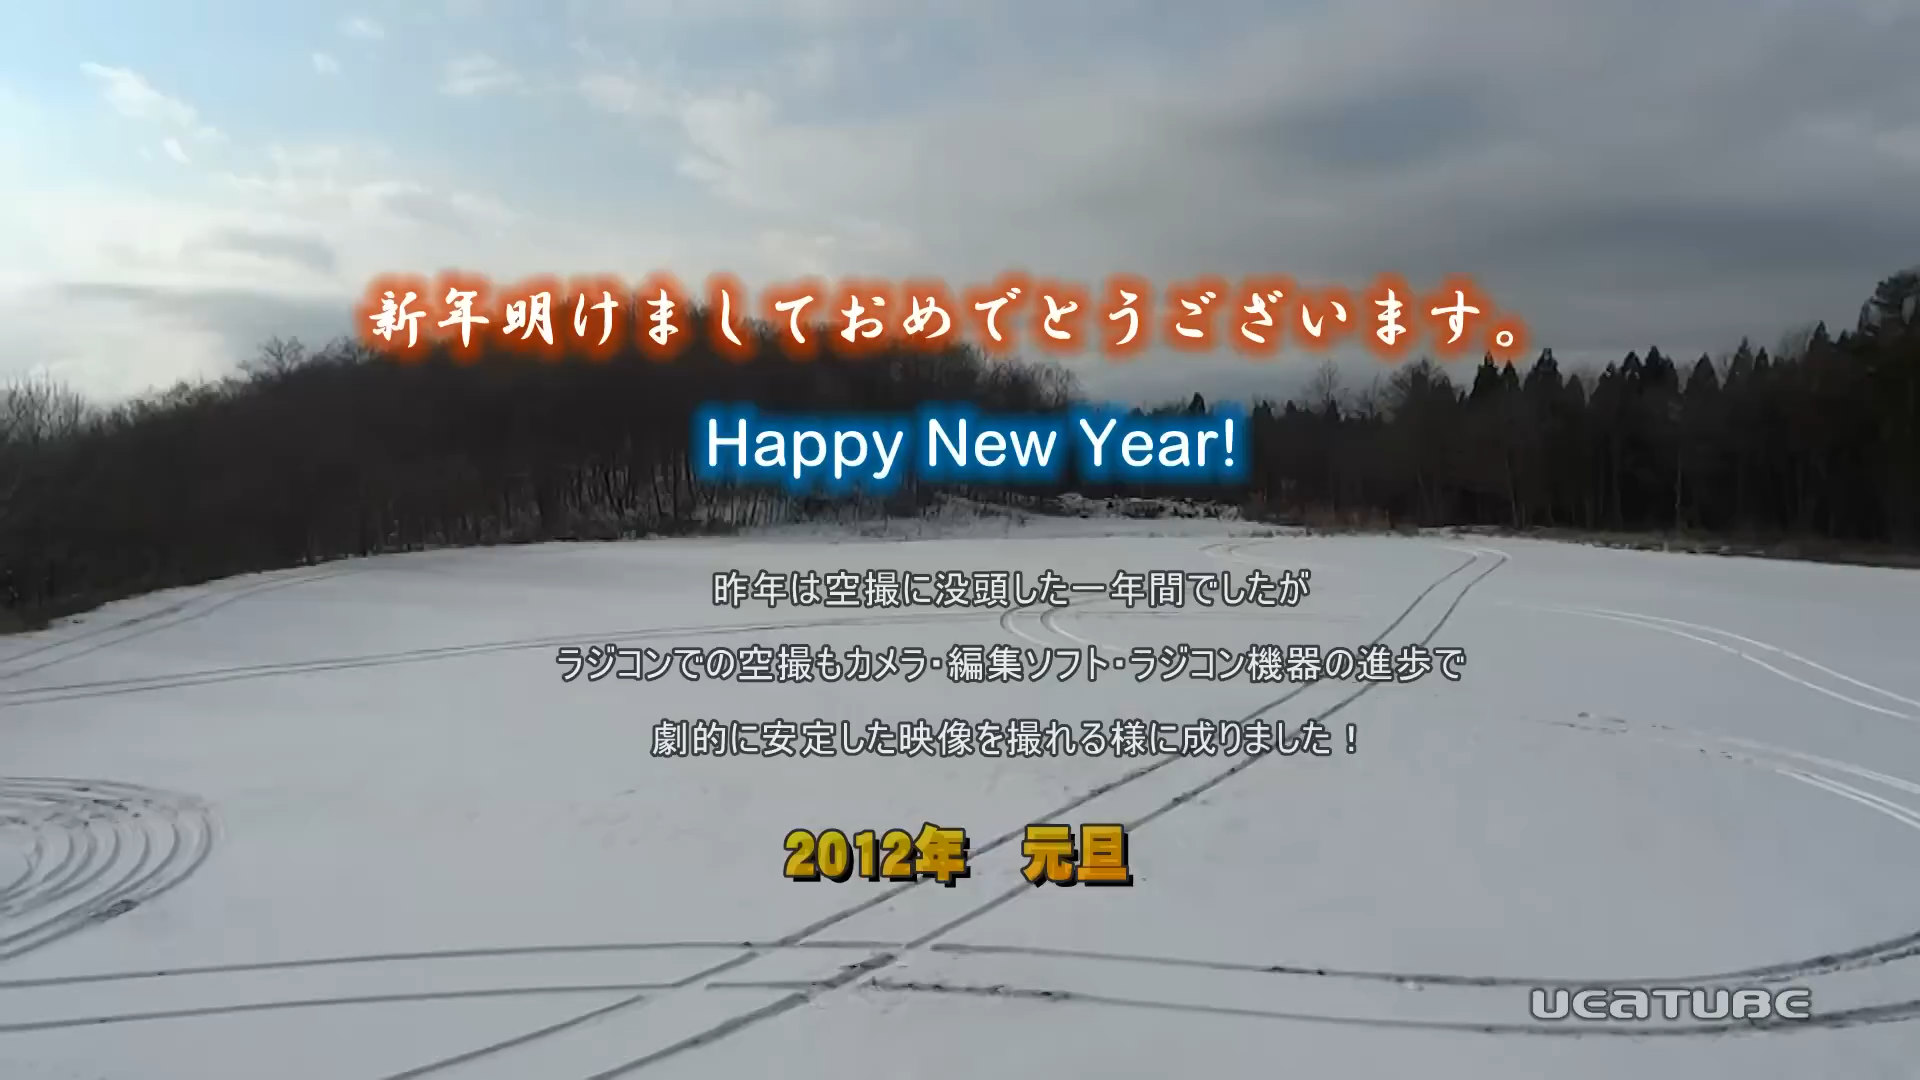 新年明けましておめでとうございます。
Happy New Year!
昨年は空撮に没頭した一年間でしたが
ラジコンでの空撮もカメラ・編集ソフト・ラジコン機器の進歩で
劇的に安定した映像を撮れる様に成りました！
2012年　元旦
UEATUBE